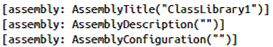 [assembly: AssemblyTitle("ClassLibrary1")]
[assembly: AssemblyDescription("")]
[assembly: AssemblyConfiguration("")]